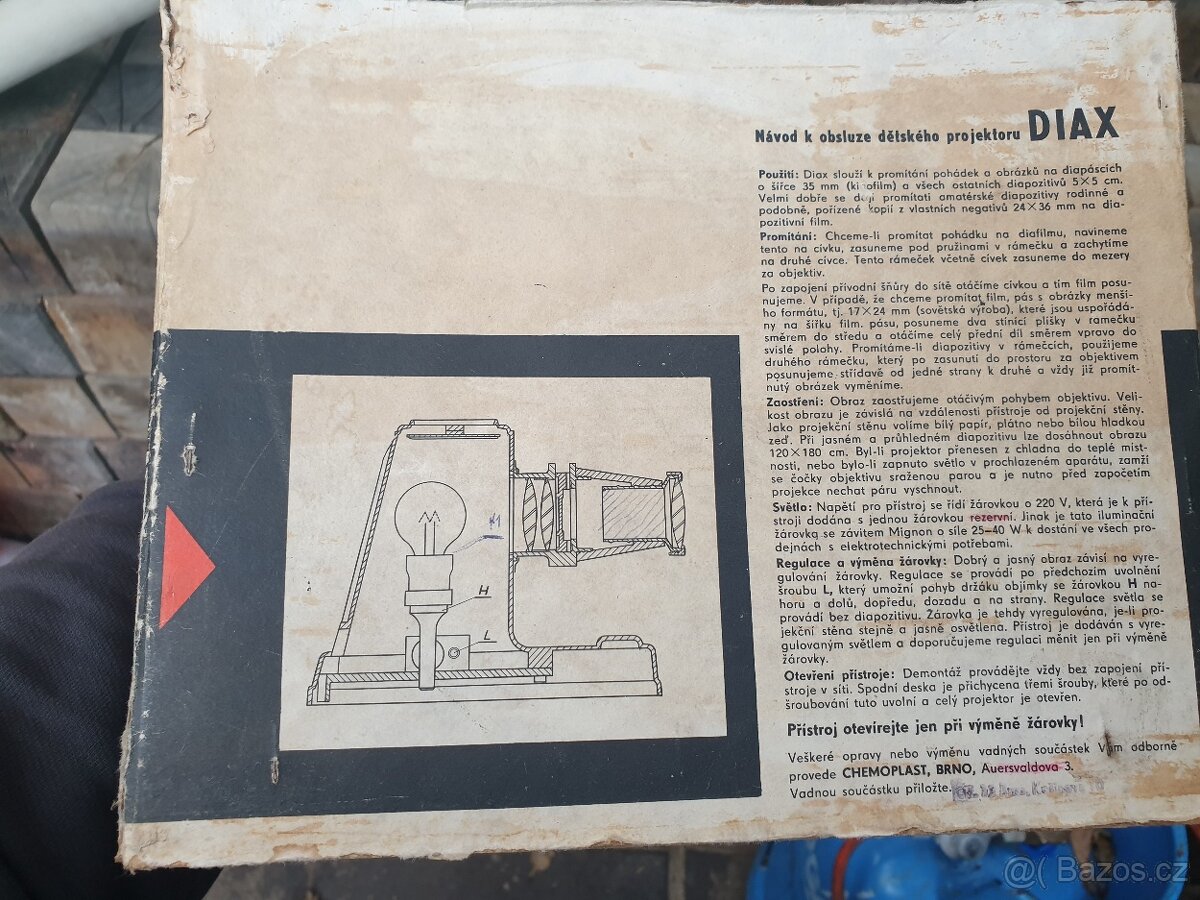 Návod k obsluze dětského projektoru DIAX
Použití: Diax slouží k promítání pohádek a obrázků na diapáscích
o šířce 35 mm (kinofilm) a všech ostatních diapozitivů 5×5 cm.
Velmi dobře se dají promítati amatérské diapozitivy rodinné a
podobně, pořízené kopií z vlastních negativů 24×36 mm na dia-
pozitivní film.
Promítání: Chceme-li promítat pohádku na diafilmu, navineme
tento na cívku, zasuneme pod pružinami v rámečku a zachytíme
na druhé cívce. Tento rámeček včetně cívek zasuneme do mezery
za objektiv.
Po zapojení přívodní šňůry do sítě otáčíme cívkou a tím film posu-
nujeme. V případě, že chceme promítat film, pás s obrázky menší-
ho formátu, tj. 17×24 mm (sovětská výroba), které jsou uspořádá-
ny na šířku film. pásu, posuneme dva stínící plíšky v ramečku
směrem do středu a otáčíme celý přední díl směrem vpravo do
svislé polohy. Promítáme-li diapozitivy v rámečcích, použijeme
druhého rámečku, který po zasunutí do prostoru za objektivem
posunujeme střídavě od jedné strany k druhé a vždy již promít-
nutý obrázek vyměníme.
Zaostření: Obraz zaostřujeme otáčivým pohybem objektivu. Veli-
kost obrazu je závislá na vzdálenosti přístroje od projekční stěny.
Jako projekční stěnu volíme bílý papír, plátno nebo bílou hladkou
zeď. Při jasném a průhledném diapozitivu lze dosáhnout obrazu
120×180 cm. Byl-li projektor přenesen z chladna do teplé míst-
nosti, nebo bylo-li zapnuto světlo v prochlazeném aparátu, zamží
se čočky objektivu sraženou parou a je nutno před započetím
projekce nechat páru vyschnout.
Světlo: Napětí pro přístroj se řídí žárovkou o 220 V, která je k pří-
stroji dodána s jednou žárovkou rezervní. Jinak je tato iluminační
žárovka se závitem Mignon o síle 25—40 W k dostání ve všech pro-
dejnách s elektrotechnickými potřebami.
Regulace a výměna žárovky: Dobrý a jasný obraz závisí na vyre-
gulování žárovky. Regulace se provádí po předchozím uvolnění
šroubu L, který umožní pohyb držáku objímky se žárovkou H na-
horu a dolů, dopředu, dozadu a na strany. Regulace světla se
provádí bez diapozitivu. Žárovka je tehdy vyregulována, je-li pro-
jekční stěna stejně a jasně osvětlena. Přístroj je dodáván s vyre-
gulovaným světlem a doporučujeme regulaci měnit jen při výměně
žárovky.
Otevření přístroje: Demontáž provádějte vždy bez zapojení pří-
stroje v síti. Spodní deska je přichycena třemi šrouby, které po od-
šroubování tuto uvolní a celý projektor je otevřen.
Přístroj otevírejte jen při výměně žárovky!
Veškeré opravy nebo výměnu vadných součástek Vám odborně
provede CHEMOPLAST, BRNO, Auersvaldova 3.
Vadnou součástku přiložte.
H
L
@( Bazos.cz